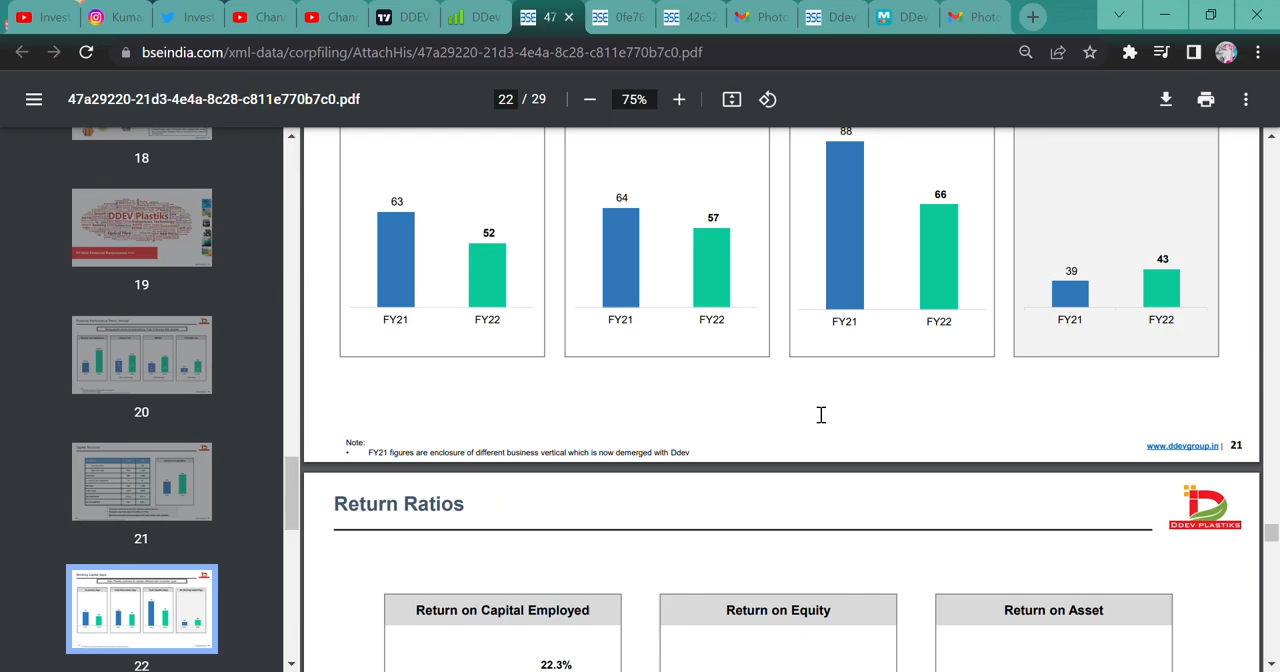 Invest Kuma Invest Chann Chann DDEV DDev 47 0fe76 42c52 Photo Ddev DDev Photo
bseindia.com/xml-data/corpfiling/AttachHis/47a29220-21d3-4e4a-8c28-c811e770b7c0.pdf
47a29220-21d3-4e4a-8c28-c811e770b7c0.pdf 22 / 29 75%
18
DDEV Plastiks
19
20
21
22
88
63 52 64 57 66 39 43
FY21 FY22 FY21 FY22 FY21 FY22 FY21 FY22
Note:
• FY21 figures are enclosure of different business vertical which is now demerged with Ddev
www.ddevgroup.in | 21
Return Ratios
DDEV PLASTIKS
Return on Capital Employed Return on Equity Return on Asset
22.3%